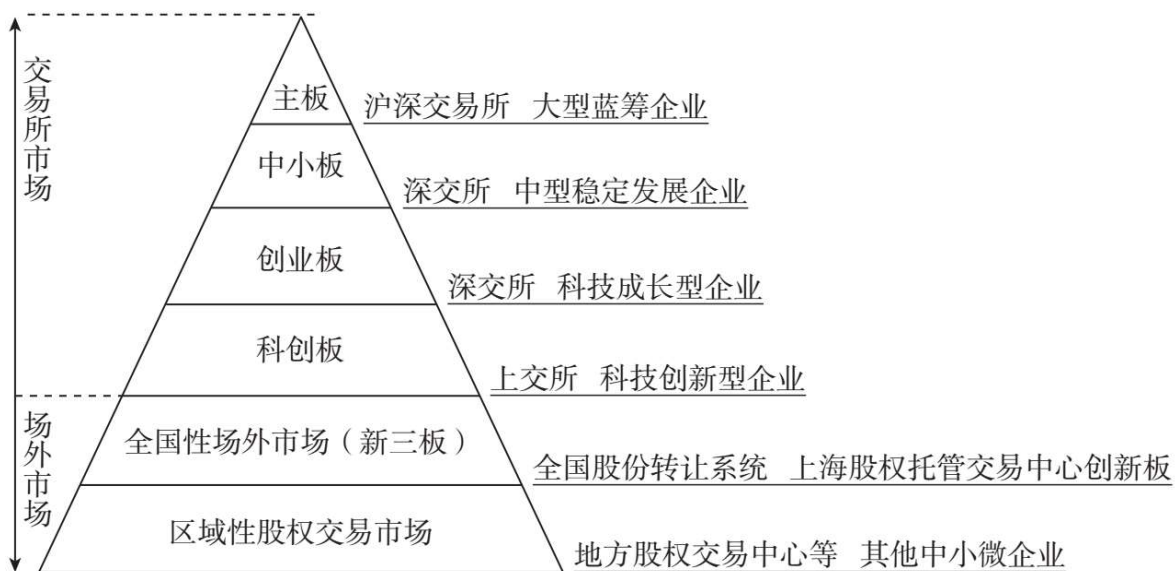 交易所市场
主板
沪深交易所 大型蓝筹企业
中小板
深交所 中型稳定发展企业
创业板
深交所 科技成长型企业
科创板
上交所 科技创新型企业
场外市场
全国性场外市场（新三板）
全国股份转让系统 上海股权托管交易中心创新板
区域性股权交易市场
地方股权交易中心等 其他中小微企业